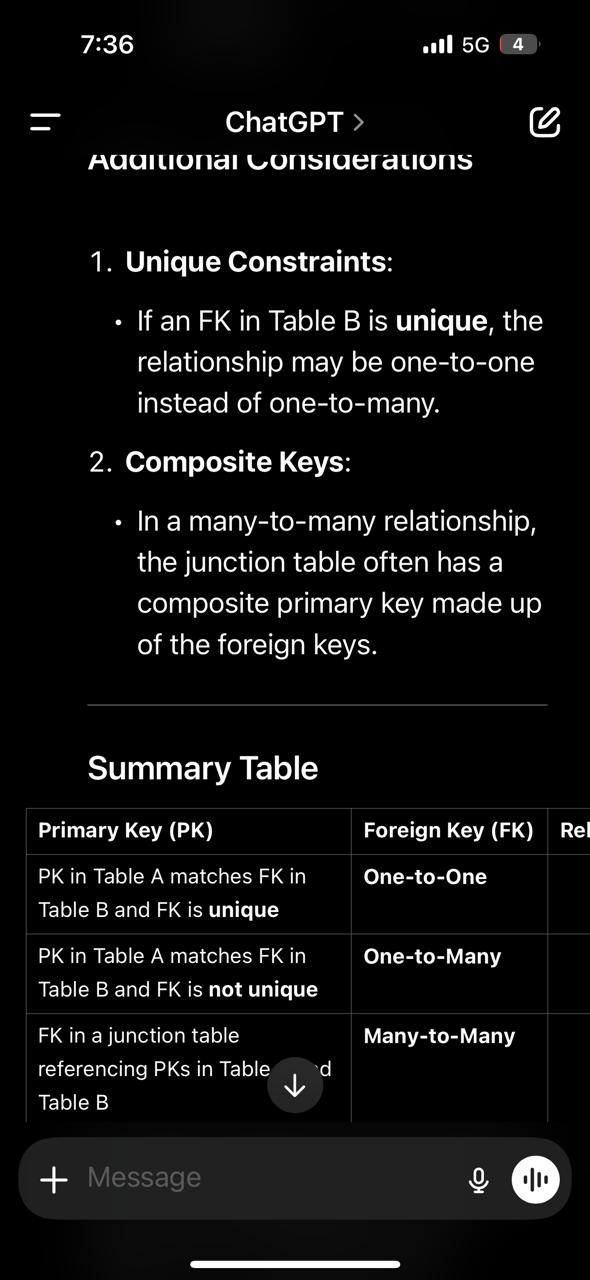 7:36
5G
4
ChatGPT
Additional Considerations
1. Unique Constraints:
• If an FK in Table B is unique, the
relationship may be one-to-one
instead of one-to-many.
2. Composite Keys:
• In a many-to-many relationship,
the junction table often has a
composite primary key made up
of the foreign keys.
Summary Table
Primary Key (PK)
Foreign Key (FK)
Rel
PK in Table A matches FK in
Table B and FK is unique
One-to-One
PK in Table A matches FK in
Table B and FK is not unique
One-to-Many
FK in a junction table
referencing PKs in Table
Table B
Many-to-Many
Message